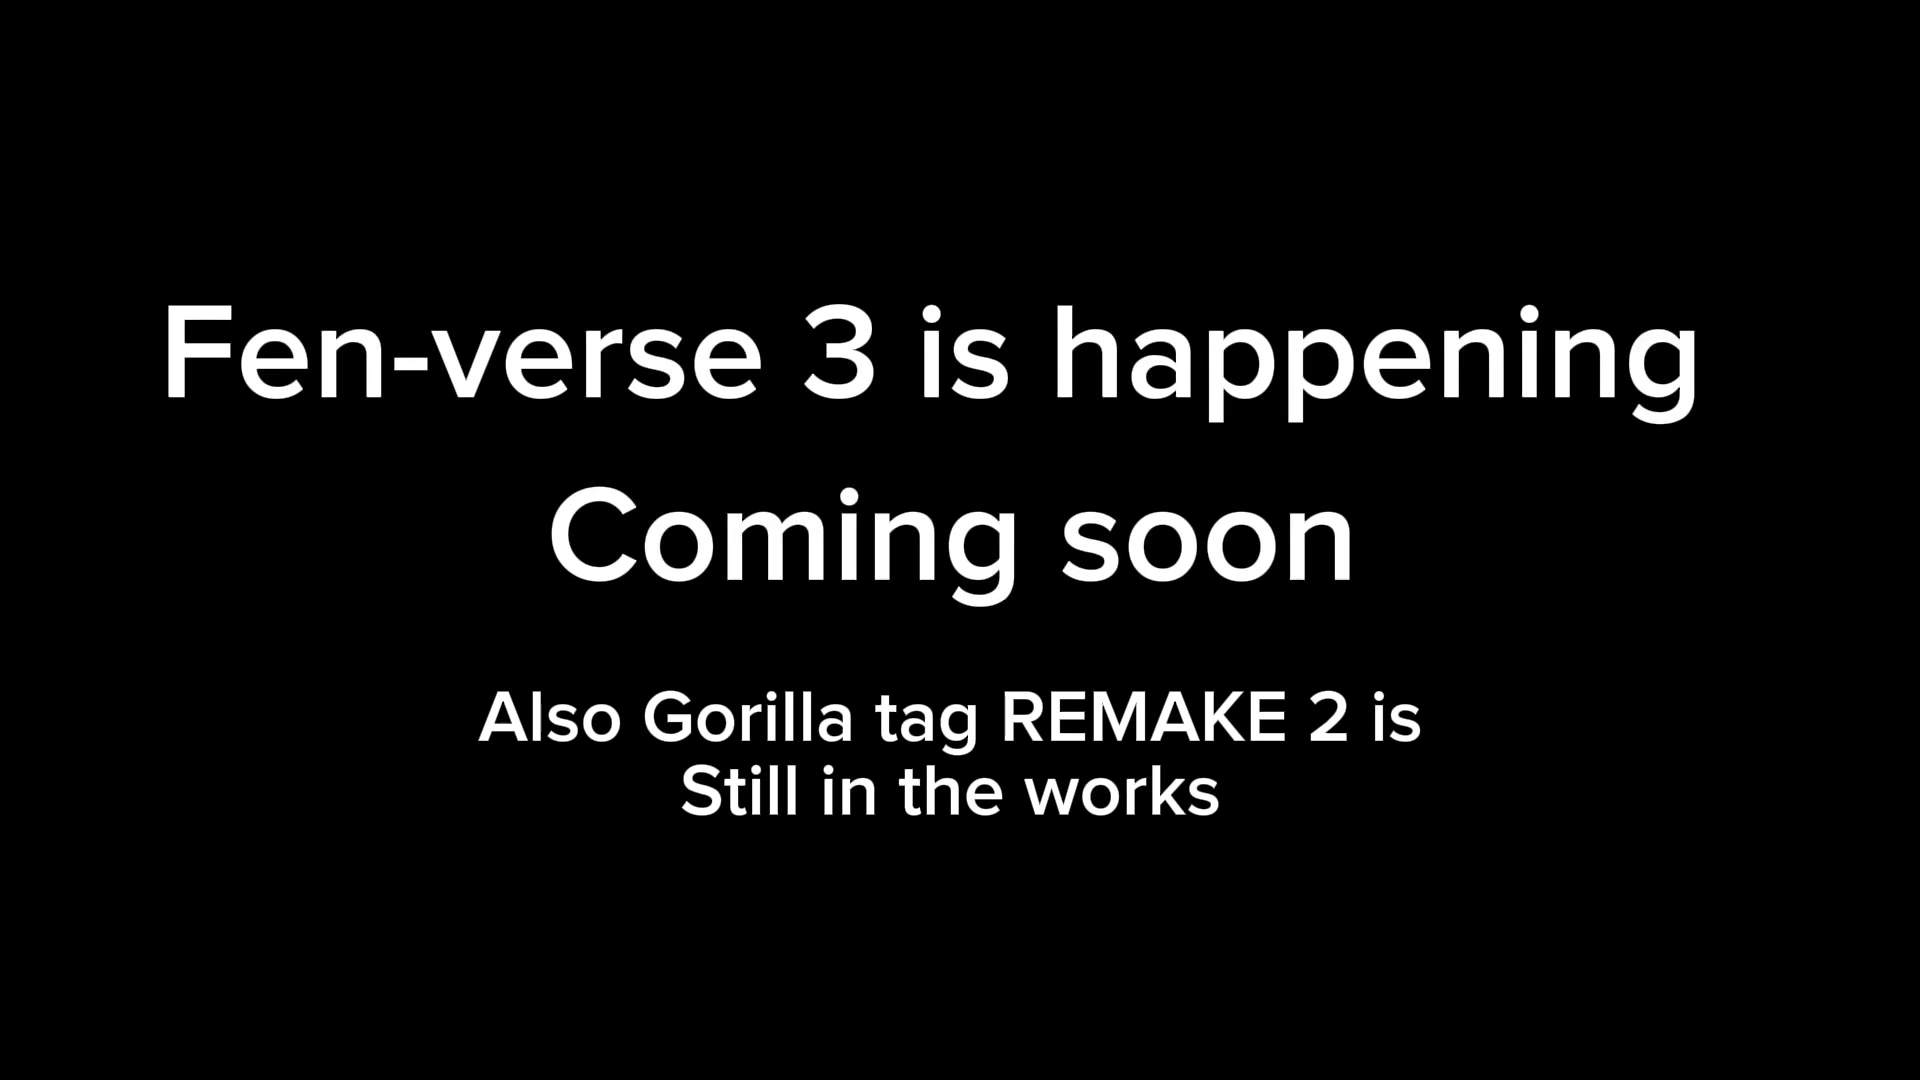 Fen-verse 3 is happening
Coming soon
Also Gorilla tag REMAKE 2 is
Still in the works